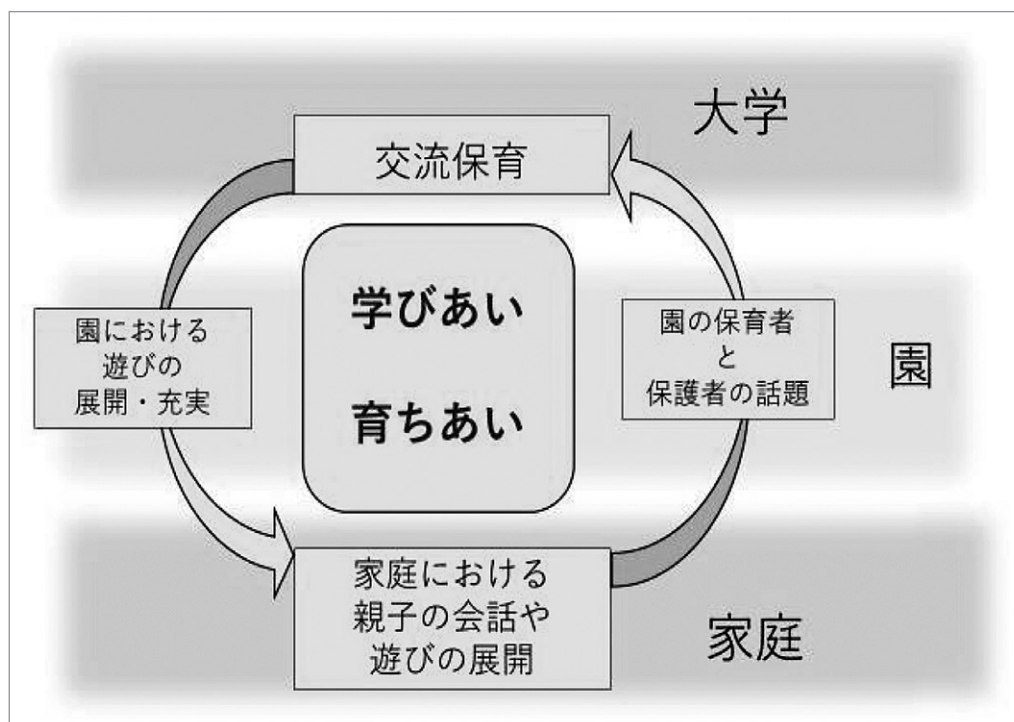 大学
交流保育
学びあい
育ちあい
園における
遊びの
展開・充実
園の保育者
と
保護者の話題
園
家庭における
親子の会話や
遊びの展開
家庭